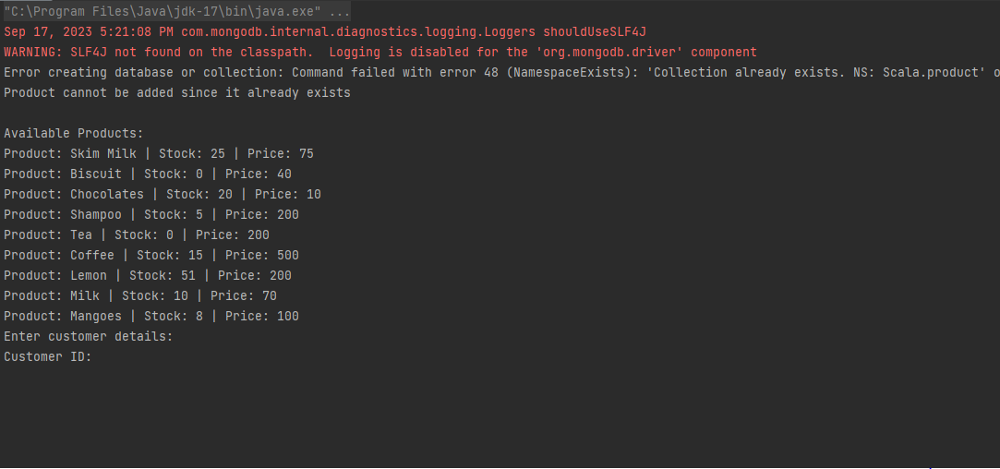 "C:\Program Files\Java\jdk-17\bin\java.exe" ...
Sep 17, 2023 5:21:08 PM com.mongodb.internal.diagnostics.logging.Loggers shouldUseSLF4J
WARNING: SLF4J not found on the classpath.  Logging is disabled for the 'org.mongodb.driver' component
Error creating database or collection: Command failed with error 48 (NamespaceExists): 'Collection already exists. NS: Scala.product' o
Product cannot be added since it already exists
Available Products:
Product: Skim Milk | Stock: 25 | Price: 75
Product: Biscuit | Stock: 0 | Price: 40
Product: Chocolates | Stock: 20 | Price: 10
Product: Shampoo | Stock: 5 | Price: 200
Product: Tea | Stock: 0 | Price: 200
Product: Coffee | Stock: 15 | Price: 500
Product: Lemon | Stock: 51 | Price: 200
Product: Milk | Stock: 10 | Price: 70
Product: Mangoes | Stock: 8 | Price: 100
Enter customer details:
Customer ID: